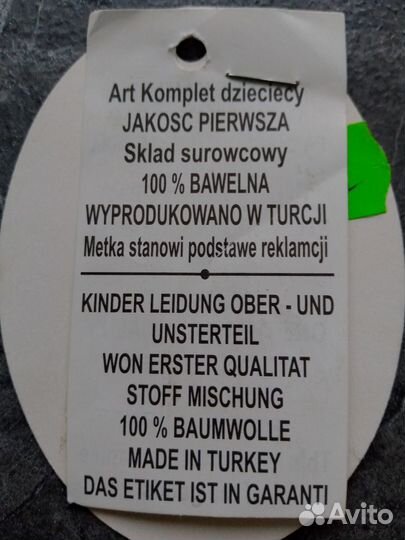 Art Komplet dzieciecy
JAKOSC PIERWSZA
Sklad surowcowy
100 % BAWELNA
WYPRODUKOWANO W TURCJI
Metka stanowi podstawe reklamcji
KINDER LEIDUNG OBER - UND
UNSTERTEIL
WON ERSTER QUALITAT
STOFF MISCHUNG
100 % BAUMWOLLE
MADE IN TURKEY
DAS ETIKET IST IN GARANTI
Avito